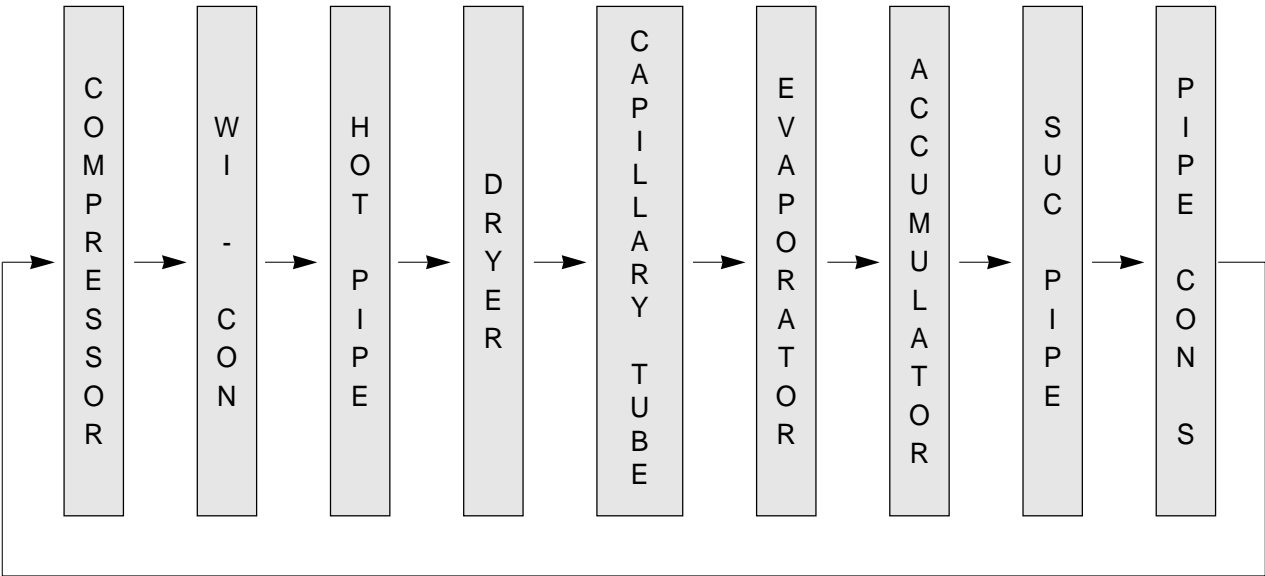 COMPRESSOR
WI - CON
HOT PIPE
DRYER
CAPILLARY TUBE
EVAPORATOR
ACCUMULATOR
SUC PIPE
PIPE CON S